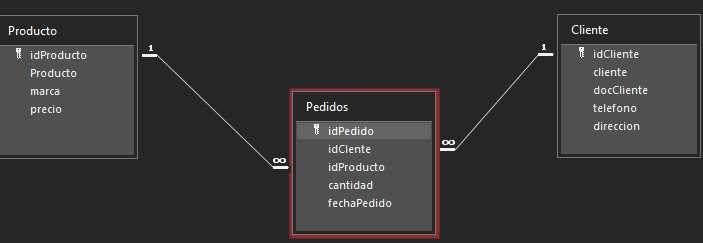 Producto
idProducto
Producto
marca
precio
1
∞
Pedidos
idPedido
idClente
idProducto
cantidad
fechaPedido
∞
1
Cliente
idCliente
cliente
docCliente
telefono
direccion